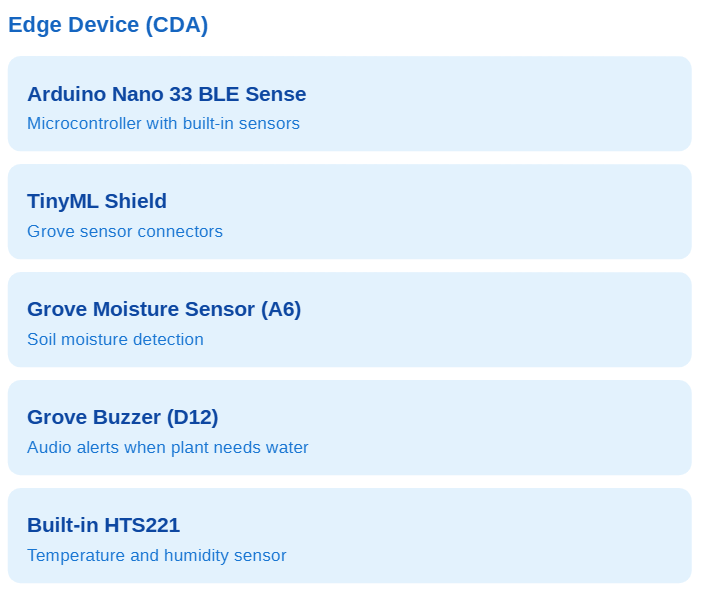 Edge Device (CDA)
Arduino Nano 33 BLE Sense
Microcontroller with built-in sensors
TinyML Shield
Grove sensor connectors
Grove Moisture Sensor (A6)
Soil moisture detection
Grove Buzzer (D12)
Audio alerts when plant needs water
Built-in HTS221
Temperature and humidity sensor